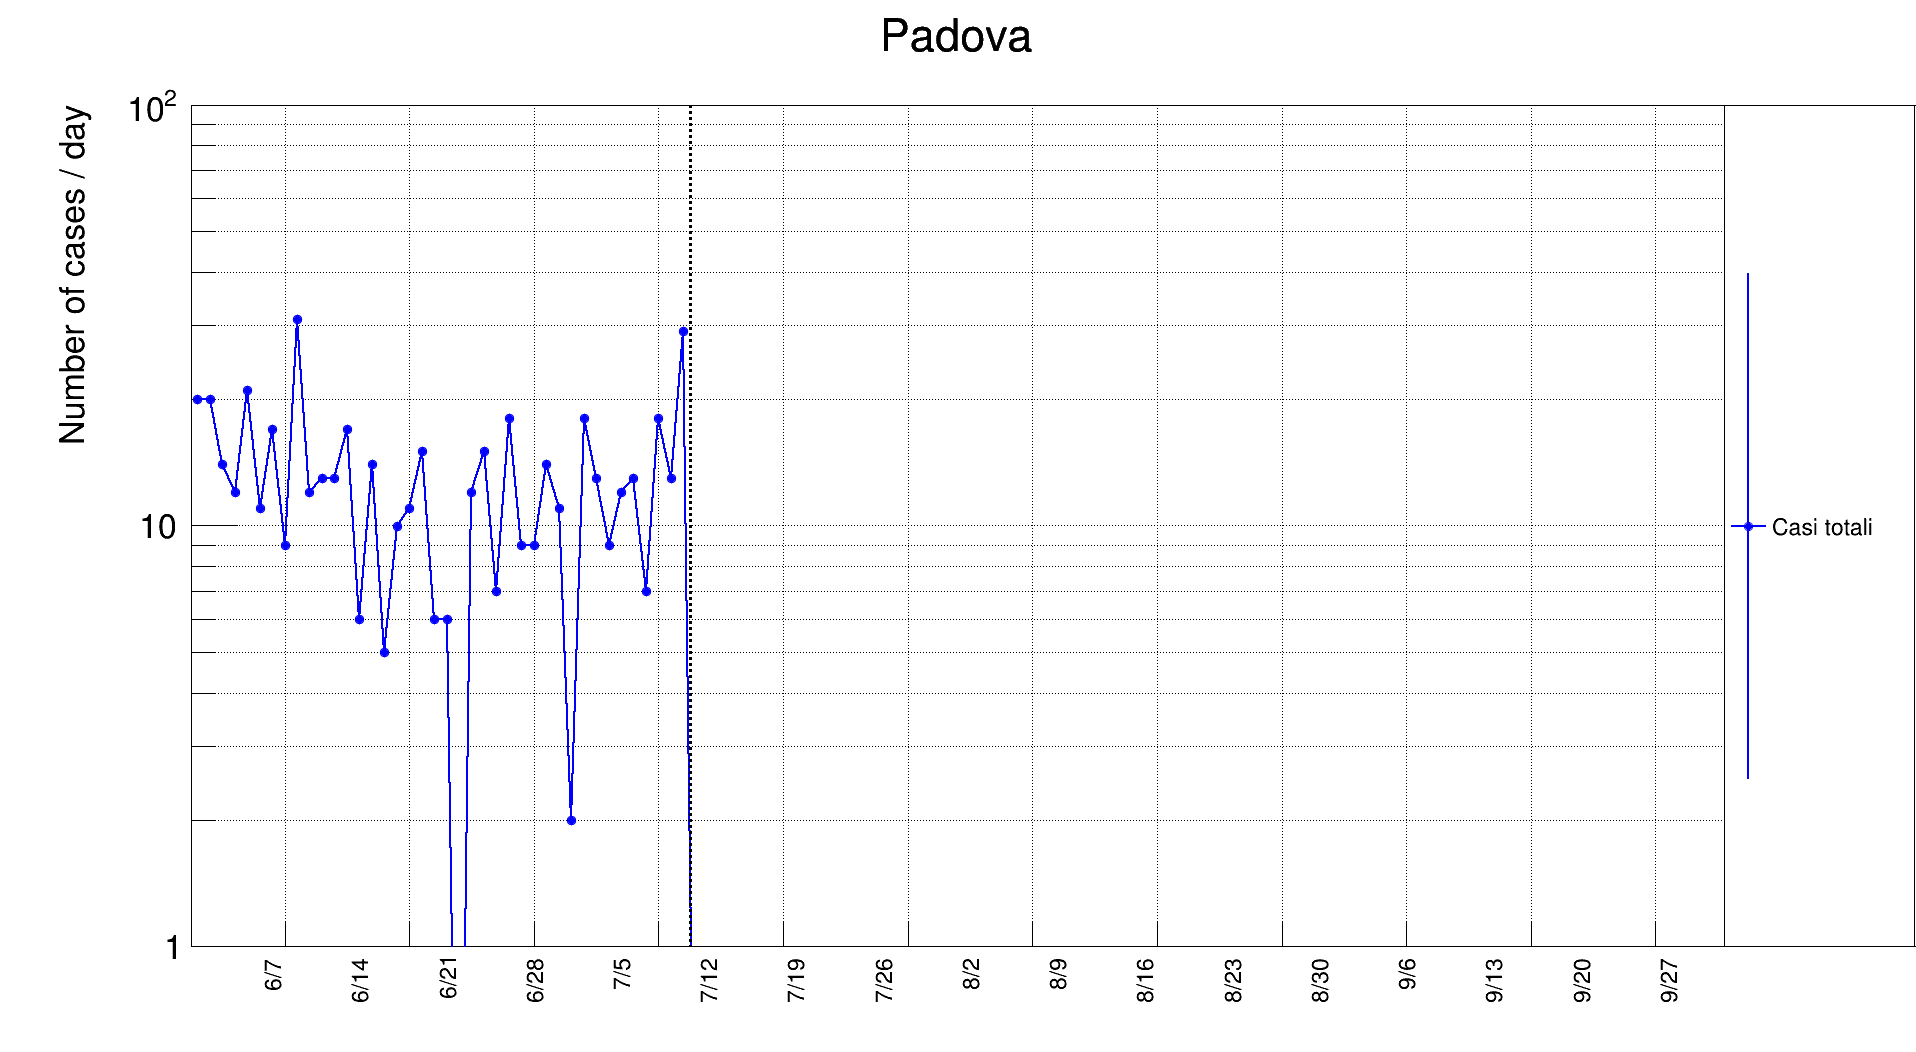 Padova
Number of cases / day
10²
10
1
6/7 6/14 6/21 6/28 7/5 7/12 7/19 7/26 8/2 8/9 8/16 8/23 8/30 9/6 9/13 9/20 9/27
Casi totali